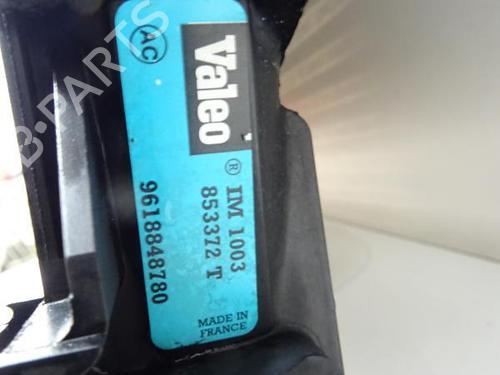 AC
Valeo
® IM 1003
853372 T
9618848780
MADE IN
FRANCE
B-PARTS